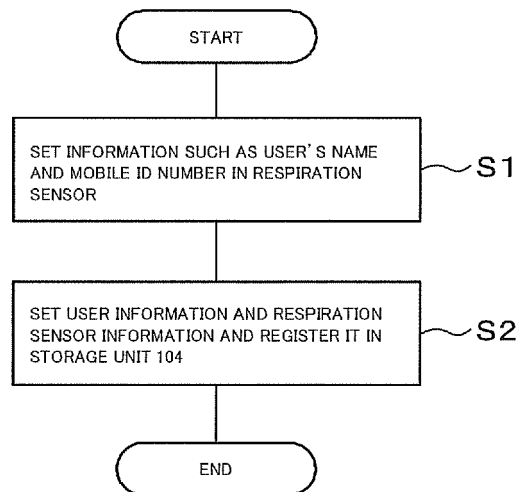 START
SET INFORMATION SUCH AS USER'S NAME
AND MOBILE ID NUMBER IN RESPIRATION
SENSOR
S1
SET USER INFORMATION AND RESPIRATION
SENSOR INFORMATION AND REGISTER IT IN
STORAGE UNIT 104
S2
END